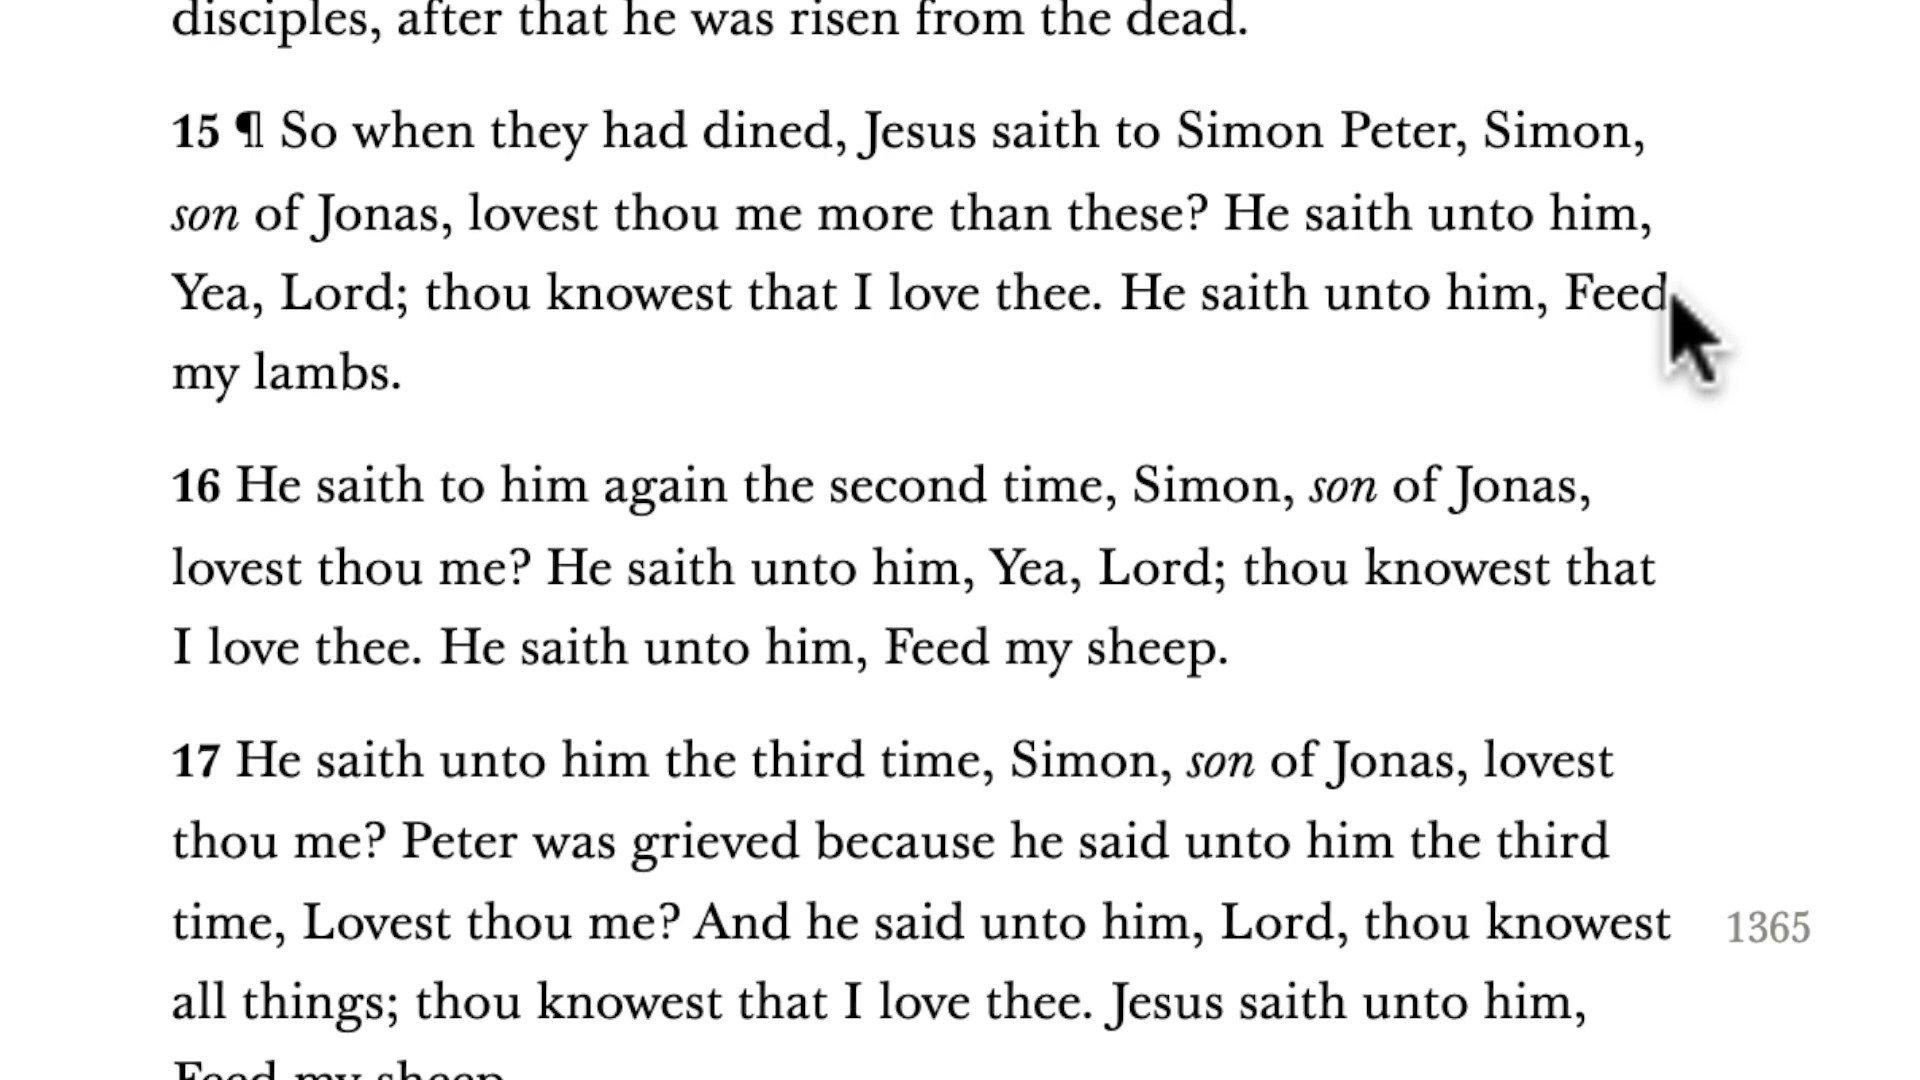 disciples, after that he was risen from the dead.
15 ¶ So when they had dined, Jesus saith to Simon Peter, Simon,
son of Jonas, lovest thou me more than these? He saith unto him,
Yea, Lord; thou knowest that I love thee. He saith unto him, Feed
my lambs.
16 He saith to him again the second time, Simon, son of Jonas,
lovest thou me? He saith unto him, Yea, Lord; thou knowest that
I love thee. He saith unto him, Feed my sheep.
17 He saith unto him the third time, Simon, son of Jonas, lovest
thou me? Peter was grieved because he said unto him the third
time, Lovest thou me? And he said unto him, Lord, thou knowest
1365
all things; thou knowest that I love thee. Jesus saith unto him,
Feed my sheep.